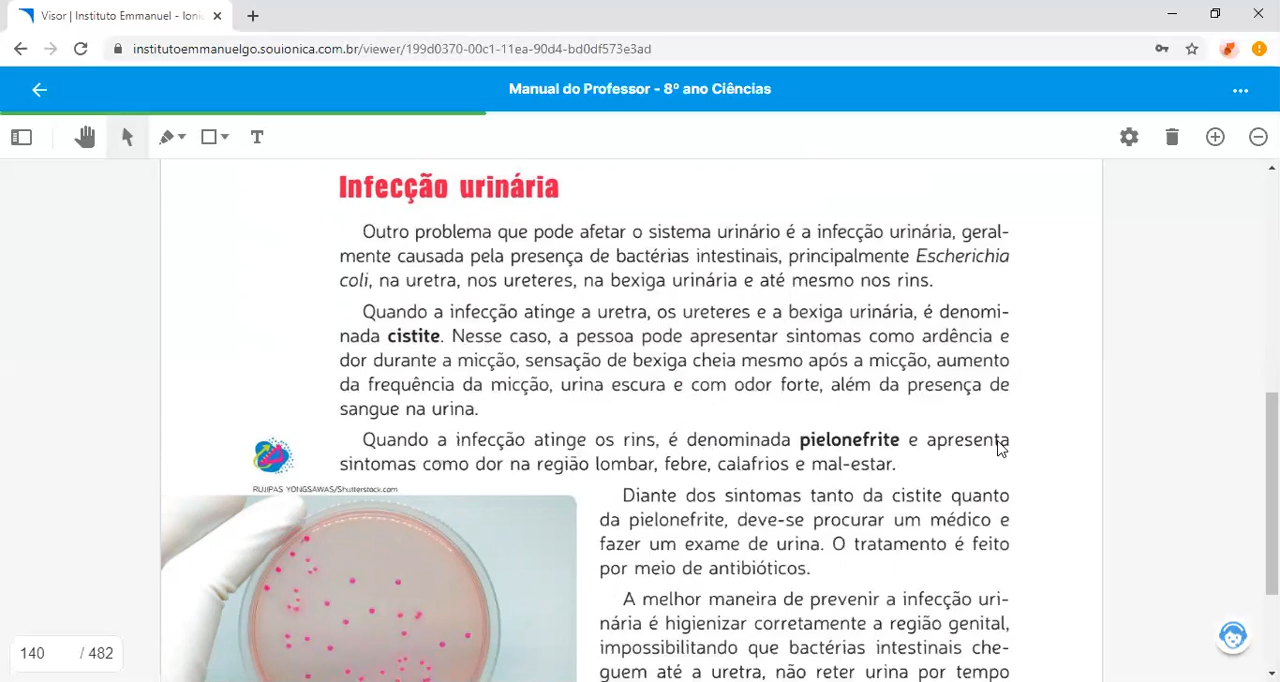 Visor | Instituto Emmanuel - Ioni
institutoemmanuelgo.souionica.com.br/viewer/199d0370-00c1-11ea-90d4-bd0df573e3ad
Manual do Professor - 8º ano Ciências
T
Infecção urinária
Outro problema que pode afetar o sistema urinário é a infecção urinária, geral-
mente causada pela presença de bactérias intestinais, principalmente Escherichia
coli, na uretra, nos ureteres, na bexiga urinária e até mesmo nos rins.
Quando a infecção atinge a uretra, os ureteres e a bexiga urinária, é denomi-
nada cistite. Nesse caso, a pessoa pode apresentar sintomas como ardência e
dor durante a micção, sensação de bexiga cheia mesmo após a micção, aumento
da frequência da micção, urina escura e com odor forte, além da presença de
sangue na urina.
Quando a infecção atinge os rins, é denominada pielonefrite e apresenta
sintomas como dor na região lombar, febre, calafrios e mal-estar.
RUJIPAS YONGSAWAS/Shutterstock.com
Diante dos sintomas tanto da cistite quanto
da pielonefrite, deve-se procurar um médico e
fazer um exame de urina. O tratamento é feito
por meio de antibióticos.
A melhor maneira de prevenir a infecção uri-
nária é higienizar corretamente a região genital,
impossibilitando que bactérias intestinais che-
guem até a uretra, não reter urina por tempo
140 / 482